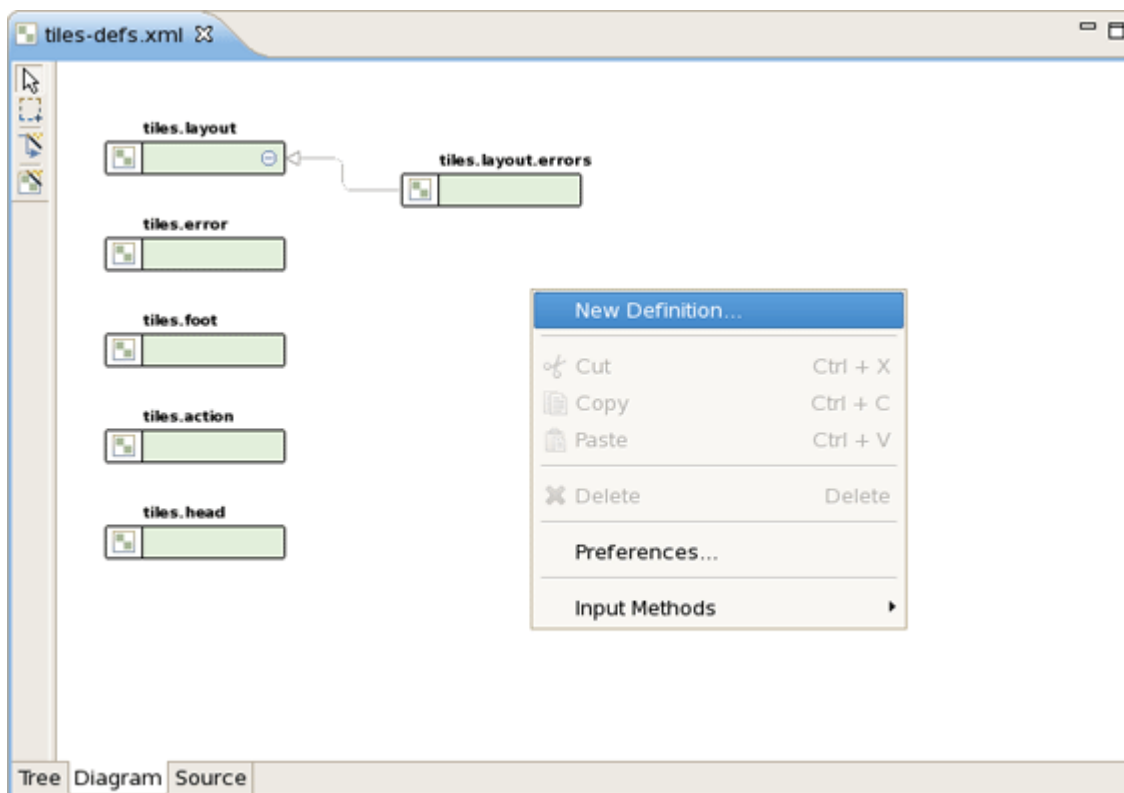 tiles-defs.xml
tiles.layout
tiles.layout.errors
tiles.error
tiles.foot
tiles.action
tiles.head
New Definition...
Cut Ctrl + X
Copy Ctrl + C
Paste Ctrl + V
Delete Delete
Preferences...
Input Methods
Tree Diagram Source